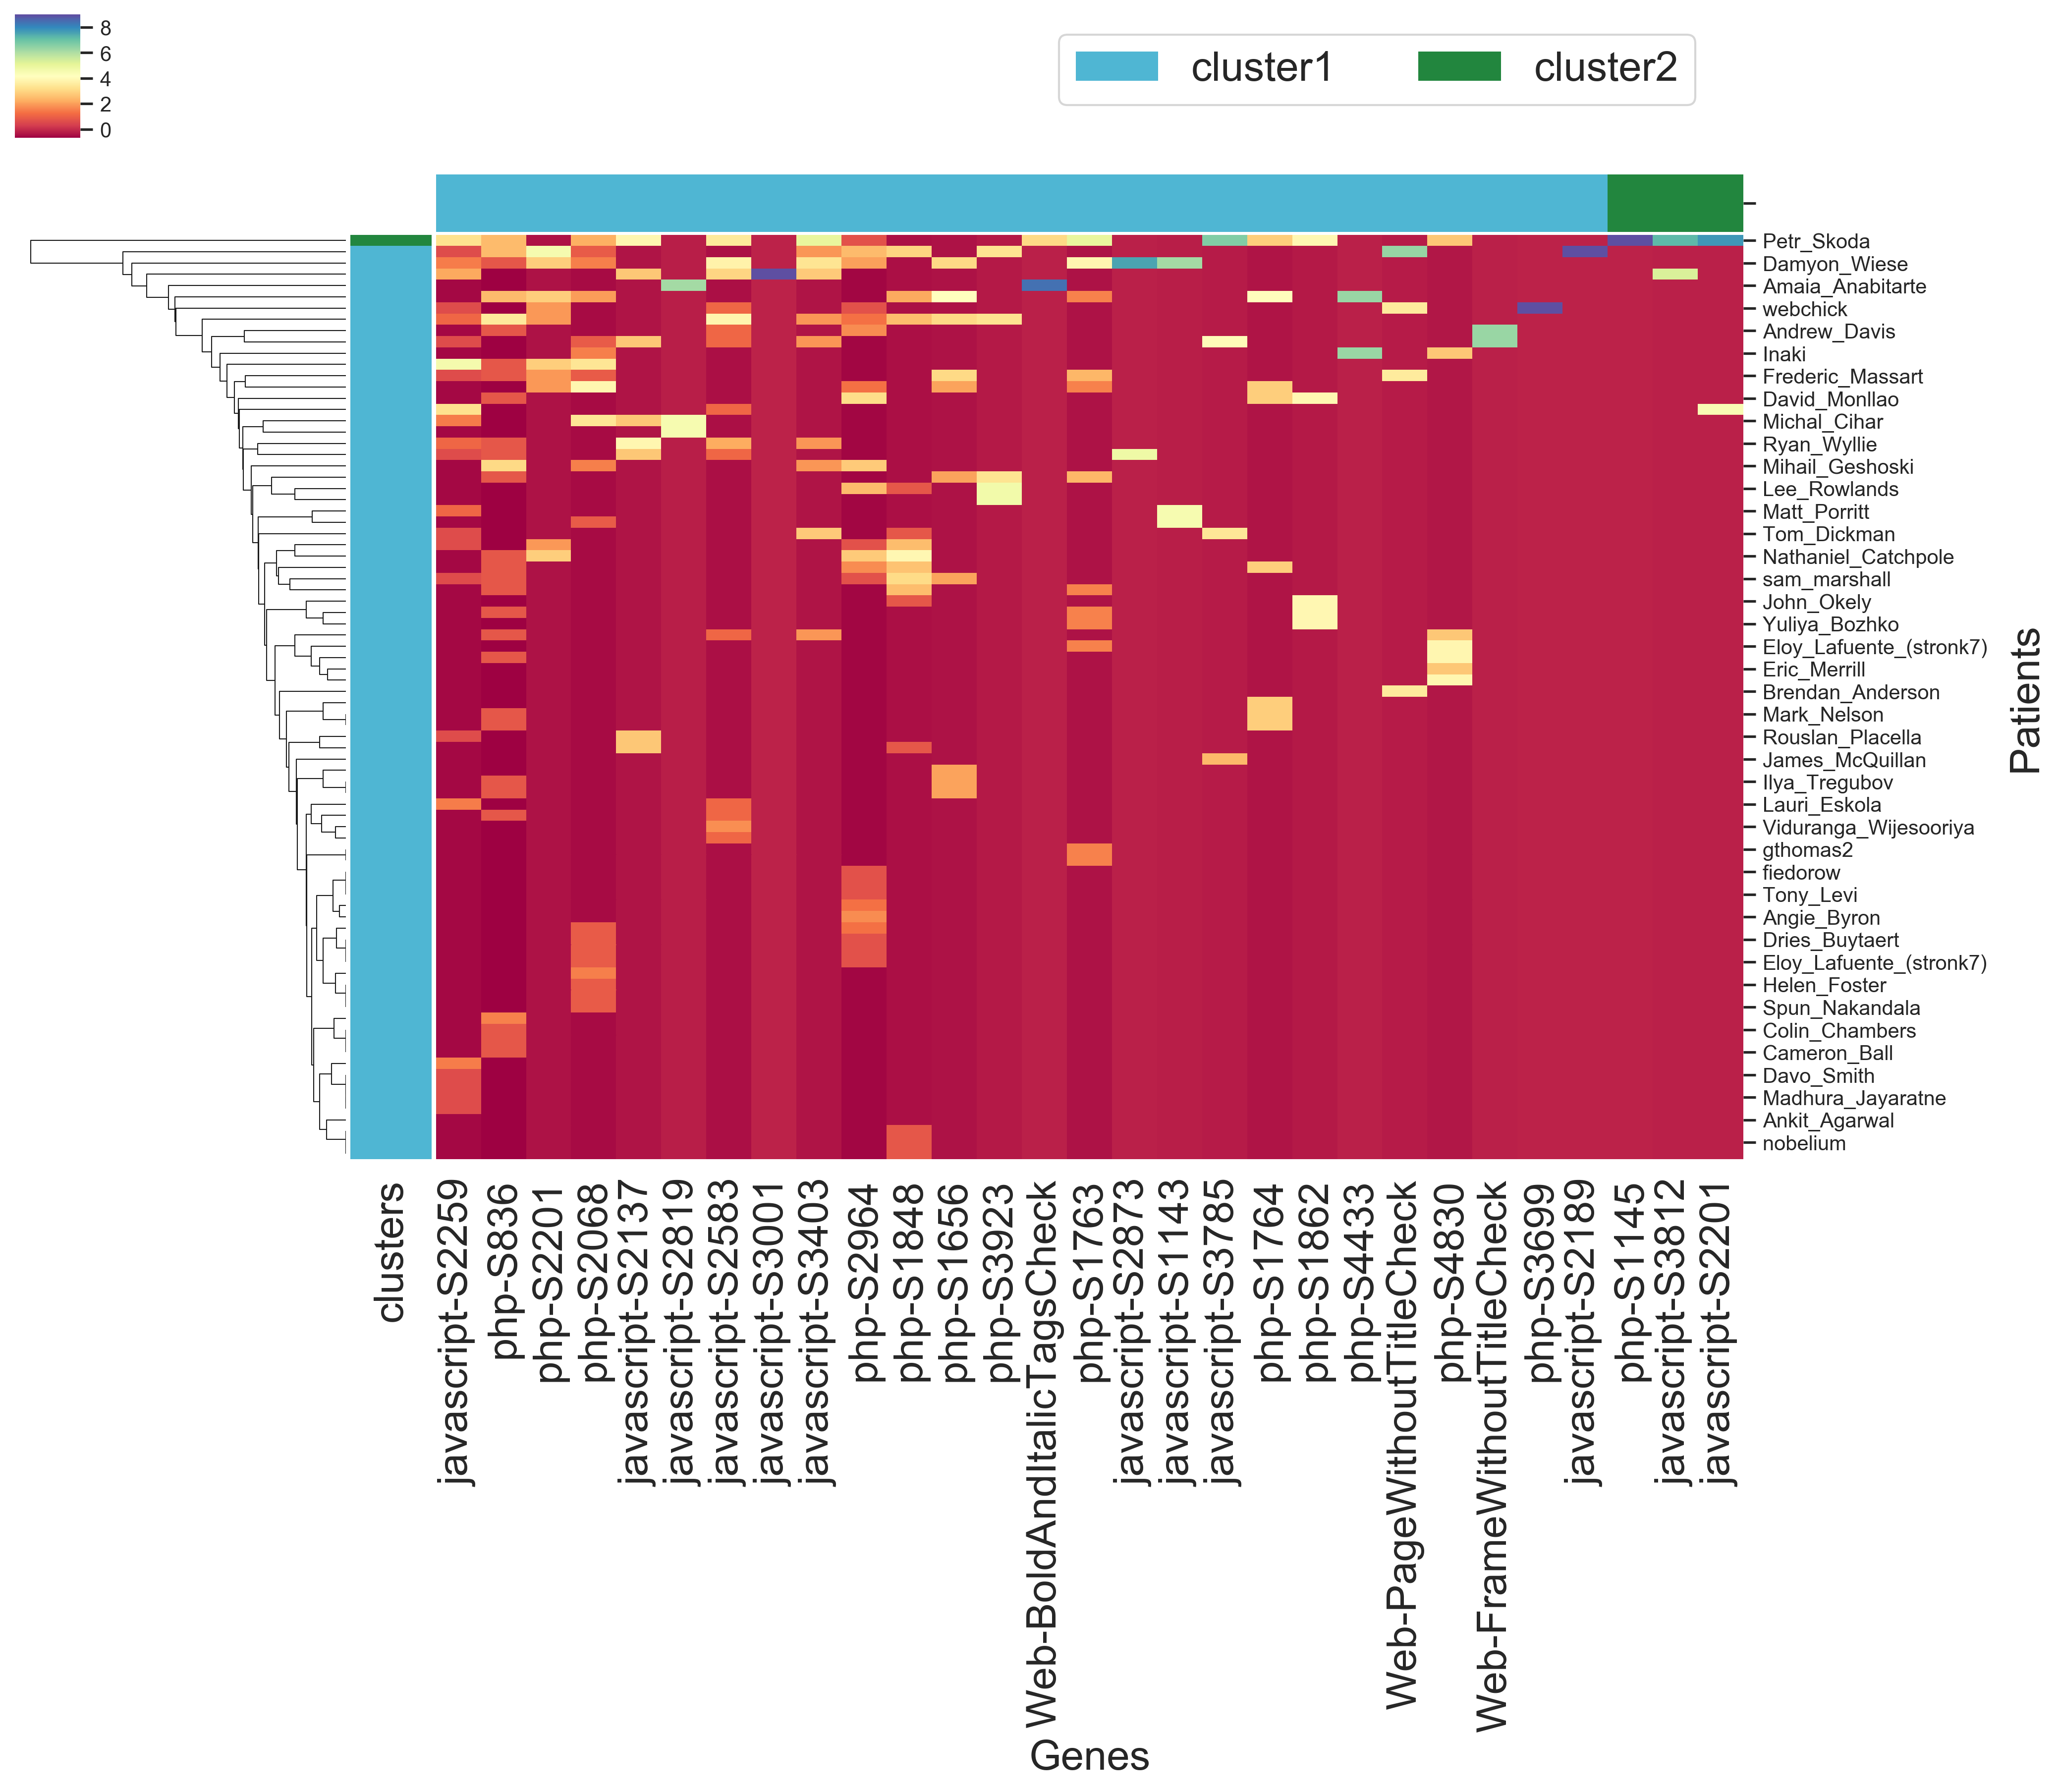 8
6
4
2
0
cluster1
cluster2
Petr_Skoda
Damyon_Wiese
Amaia_Anabitarte
webchick
Andrew_Davis
Inaki
Frederic_Massart
David_Monllao
Michal_Cihar
Ryan_Wyllie
Mihail_Geshoski
Lee_Rowlands
Matt_Porritt
Tom_Dickman
Nathaniel_Catchpole
sam_marshall
John_Okely
Yuliya_Bozhko
Eloy_Lafuente_(stronk7)
Eric_Merrill
Brendan_Anderson
Mark_Nelson
Rouslan_Placella
James_McQuillan
Ilya_Tregubov
Lauri_Eskola
Viduranga_Wijesooriya
gthomas2
fiedorow
Tony_Levi
Angie_Byron
Dries_Buytaert
Eloy_Lafuente_(stronk7)
Helen_Foster
Spun_Nakandala
Colin_Chambers
Cameron_Ball
Davo_Smith
Madhura_Jayaratne
Ankit_Agarwal
nobelium
Patients
clusters
javascript-S2259
php-S836
php-S2201
php-S2068
javascript-S2137
javascript-S2819
javascript-S2583
javascript-S3001
javascript-S3403
php-S2964
php-S1848
php-S1656
php-S3923
Web-BoldAndItalicTagsCheck
php-S1763
javascript-S2873
javascript-S1143
javascript-S3785
php-S1764
php-S1862
php-S4433
Web-PageWithoutTitleCheck
php-S4830
Web-FrameWithoutTitleCheck
php-S3699
javascript-S2189
php-S1145
javascript-S3812
javascript-S2201
Genes